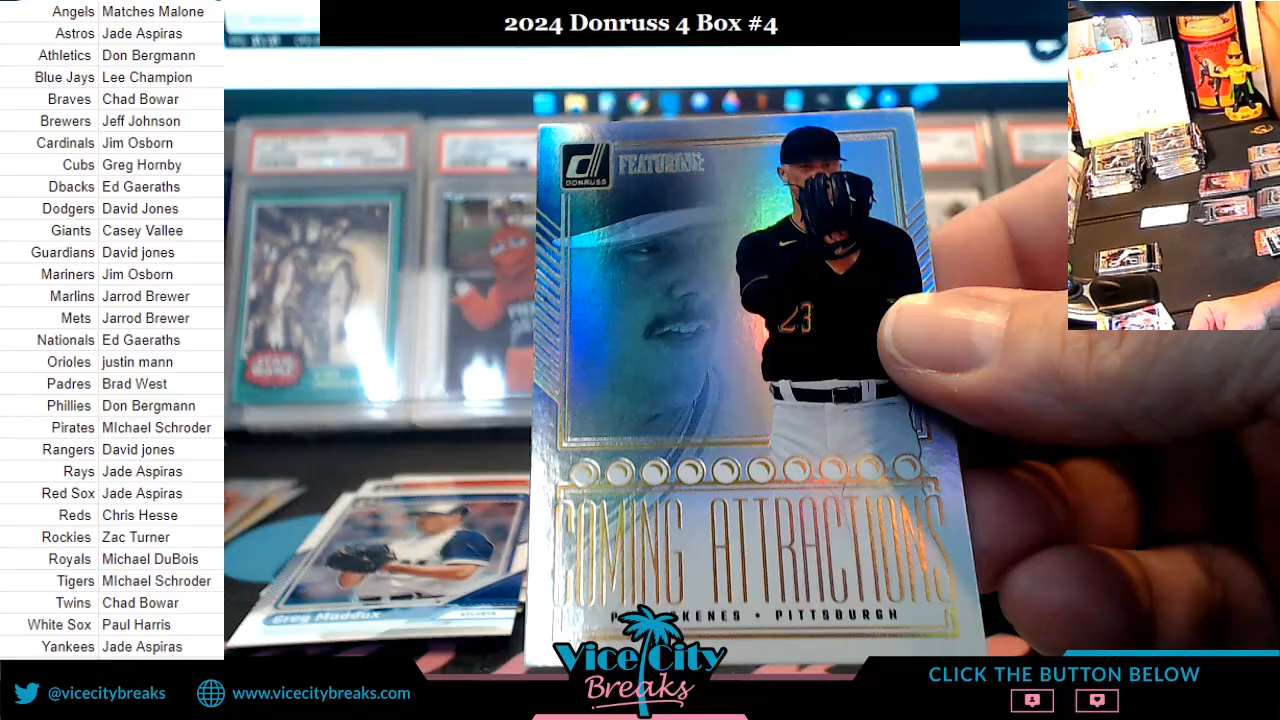 2024 Donruss 4 Box #4
Angels Matches Malone
Astros Jade Aspiras
Athletics Don Bergmann
Blue Jays Lee Champion
Braves Chad Bowar
Brewers Jeff Johnson
Cardinals Jim Osborn
Cubs Greg Hornby
Dbacks Ed Gaeraths
Dodgers David Jones
Giants Casey Vallee
Guardians David jones
Mariners Jim Osborn
Marlins Jarrod Brewer
Mets Jarrod Brewer
Nationals Ed Gaeraths
Orioles justin mann
Padres Brad West
Phillies Don Bergmann
Pirates MIchael Schroder
Rangers David jones
Rays Jade Aspiras
Red Sox Jade Aspiras
Reds Chris Hesse
Rockies Zac Turner
Royals Michael DuBois
Tigers MIchael Schroder
Twins Chad Bowar
White Sox Paul Harris
Yankees Jade Aspiras
d
DONRUSS
FEATURING:
23
COMING ATTRACTIONS
KENES • PITTSBURGH
Greg Maddux
ATLANTA
STAR WARS
Vice City
Breaks
@vicecitybreaks
www.vicecitybreaks.com
CLICK THE BUTTON BELOW